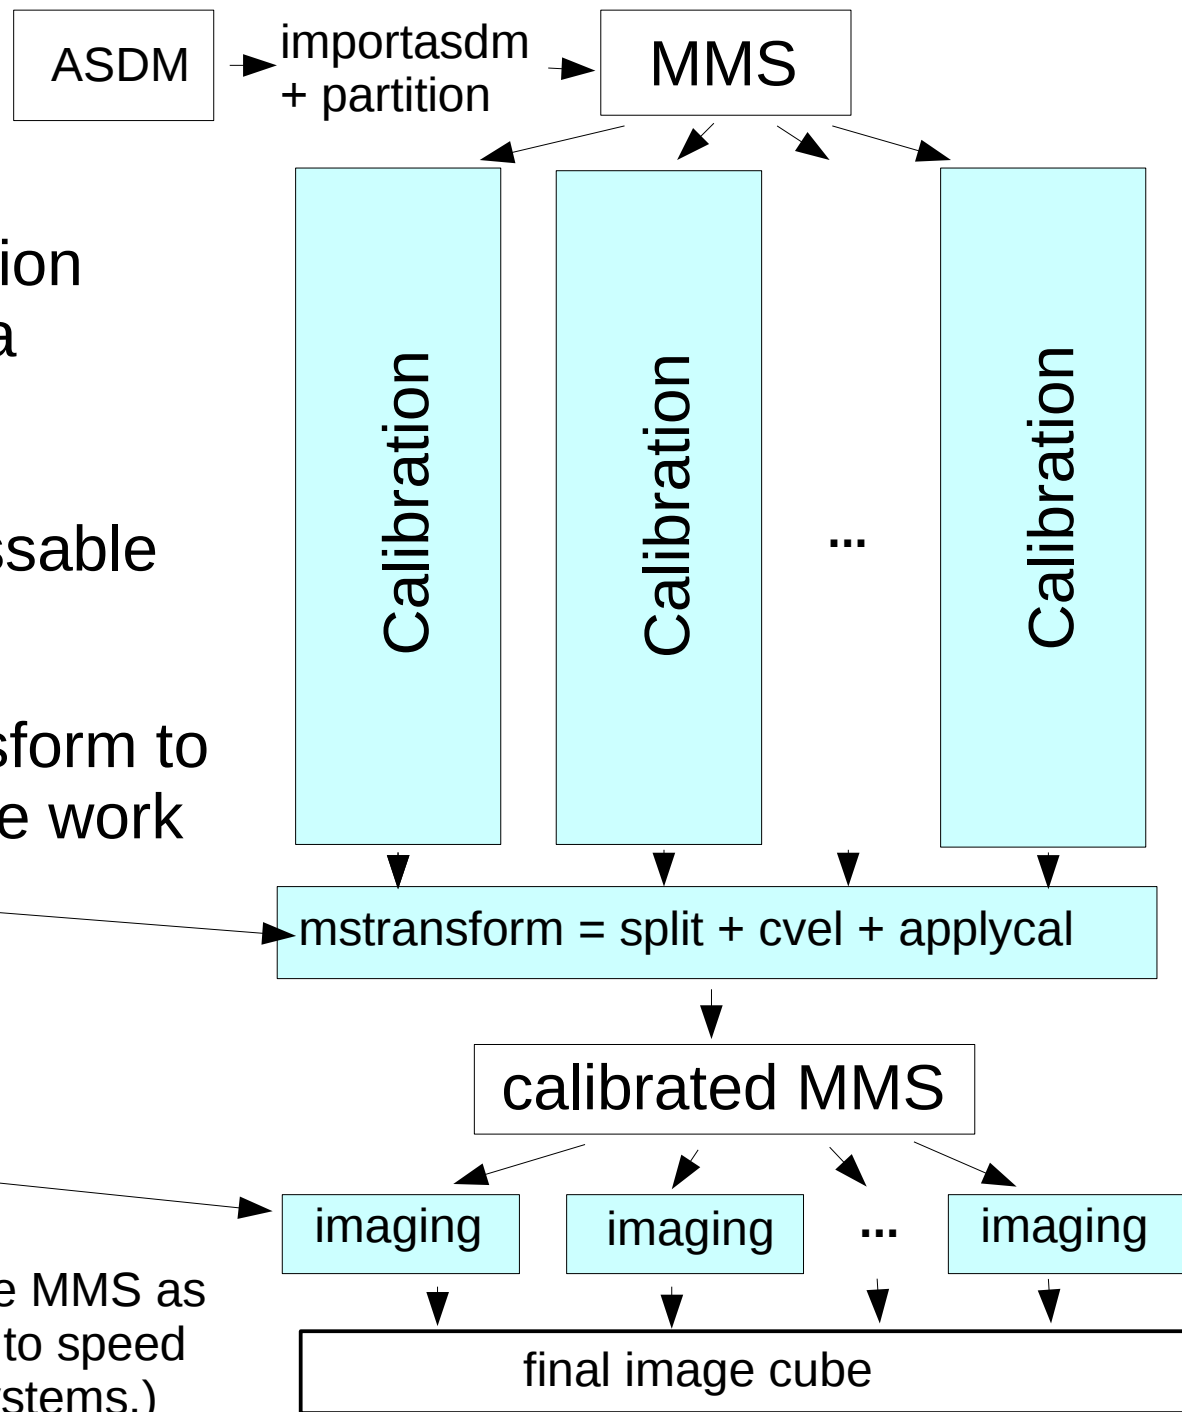 ASDM
importasdm
+ partition
MMS
ion
a
ssable
sform to
e work
Calibration
Calibration
...
Calibration
mstransform = split + cvel + applycal
calibrated MMS
imaging
imaging
...
imaging
e MMS as
to speed
ystems.)
final image cube